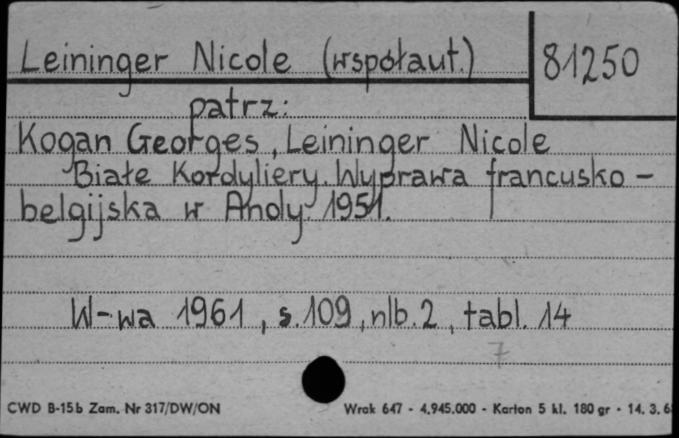 Leininger Nicole (współaut.) 81250
patrz:
Kogan Georges, Leininger Nicole
Białe Kordyliery. Wyprawa francusko-
belgijska w Andy. 1951.
W-wa 1961, s. 109, nlb. 2, tabl. 14
7
CWD B-15b Zam. Nr 317/DW/ON Wrak 647 - 4.945.000 - Karton 5 kl. 180 gr - 14. 3. 6